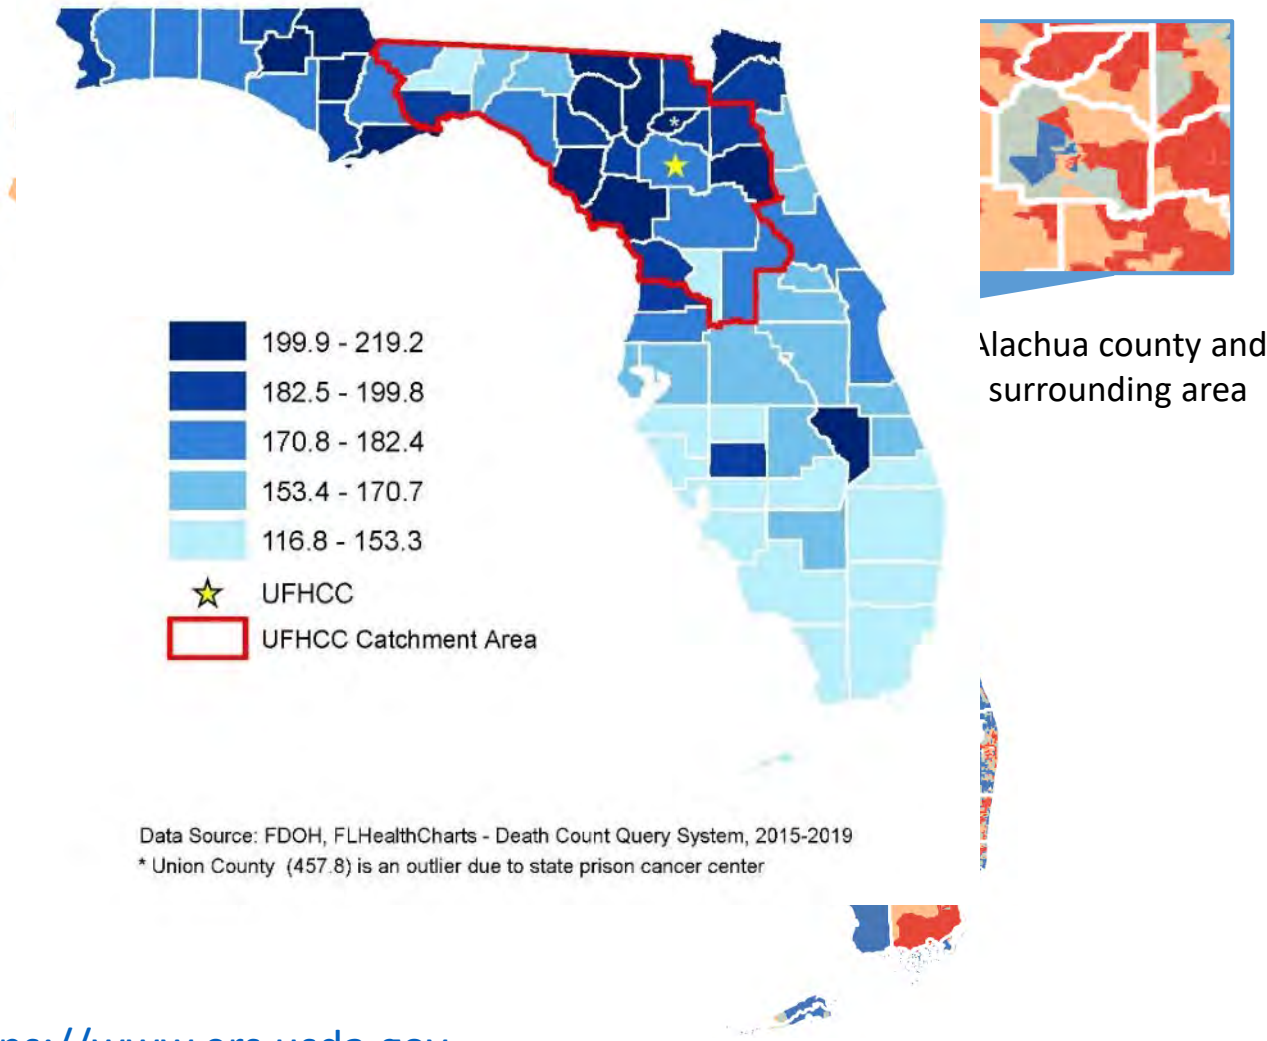 *
199.9 - 219.2
182.5 - 199.8
170.8 - 182.4
153.4 - 170.7
116.8 - 153.3
UFHCC
UFHCC Catchment Area
Alachua county and
surrounding area
Data Source: FDOH, FLHealthCharts - Death Count Query System, 2015-2019
* Union County (457.8) is an outlier due to state prison cancer center